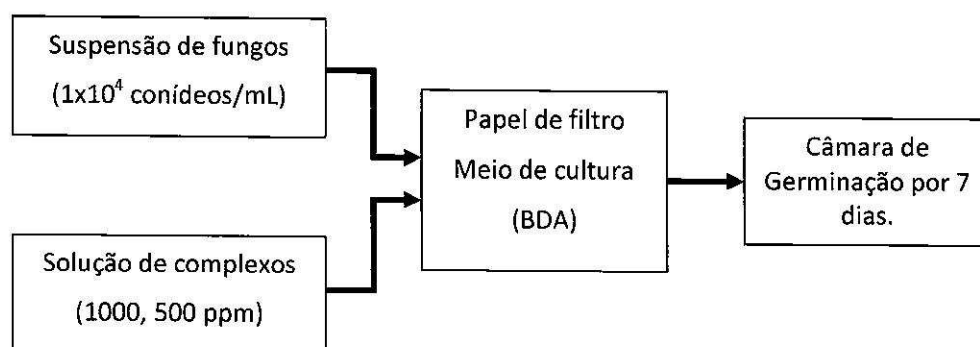 Suspensão de fungos
(1x10⁴ conídeos/mL)
Solução de complexos
(1000, 500 ppm)
Papel de filtro
Meio de cultura
(BDA)
Câmara de
Germinação por 7
dias.